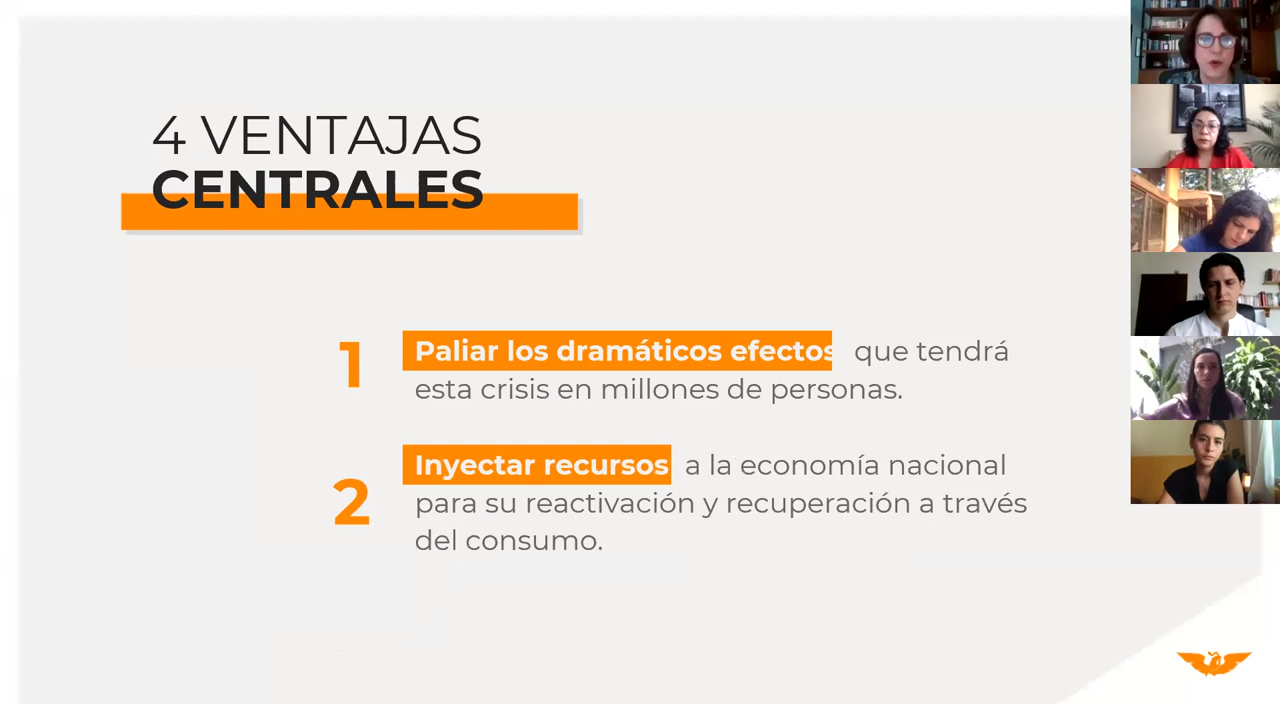 4 VENTAJAS
CENTRALES
1
Paliar los dramáticos efectos que tendrá
esta crisis en millones de personas.
2
Inyectar recursos a la economía nacional
para su reactivación y recuperación a través
del consumo.